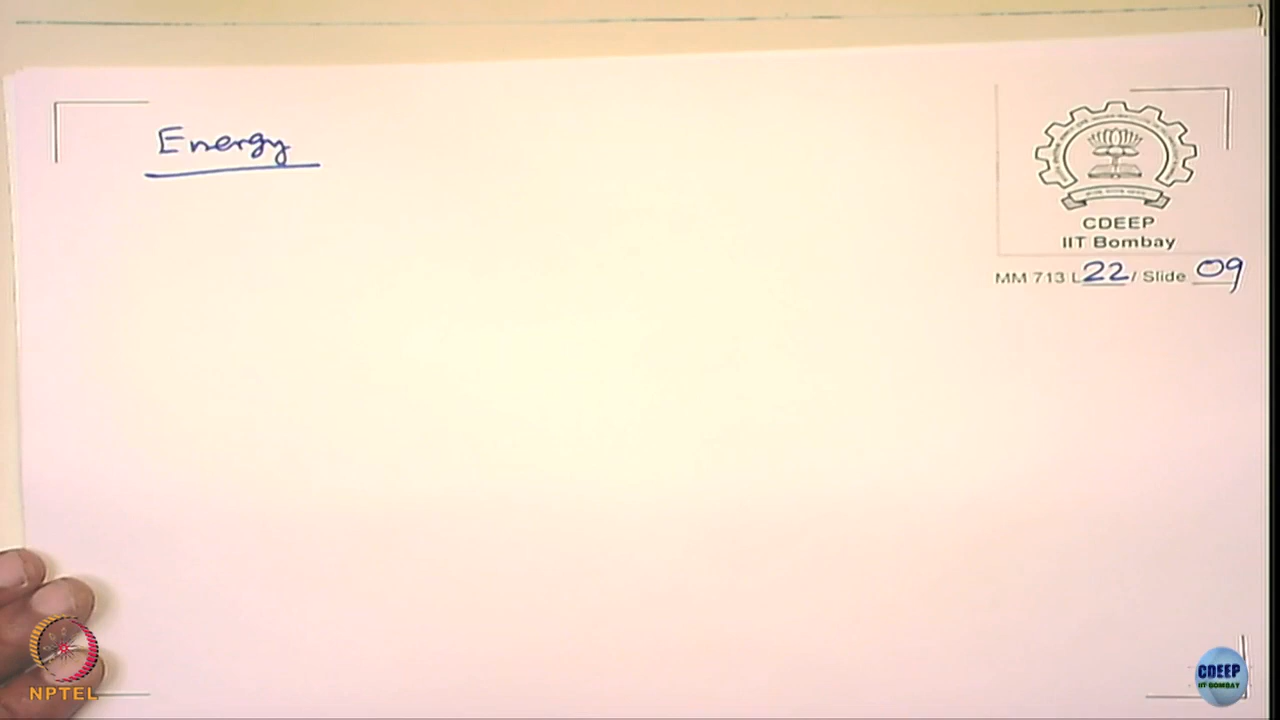 Energy
CDEEP
IIT Bombay
MM 713 L22/ Slide 09
NPTEL
CDEEP
IIT BOMBAY